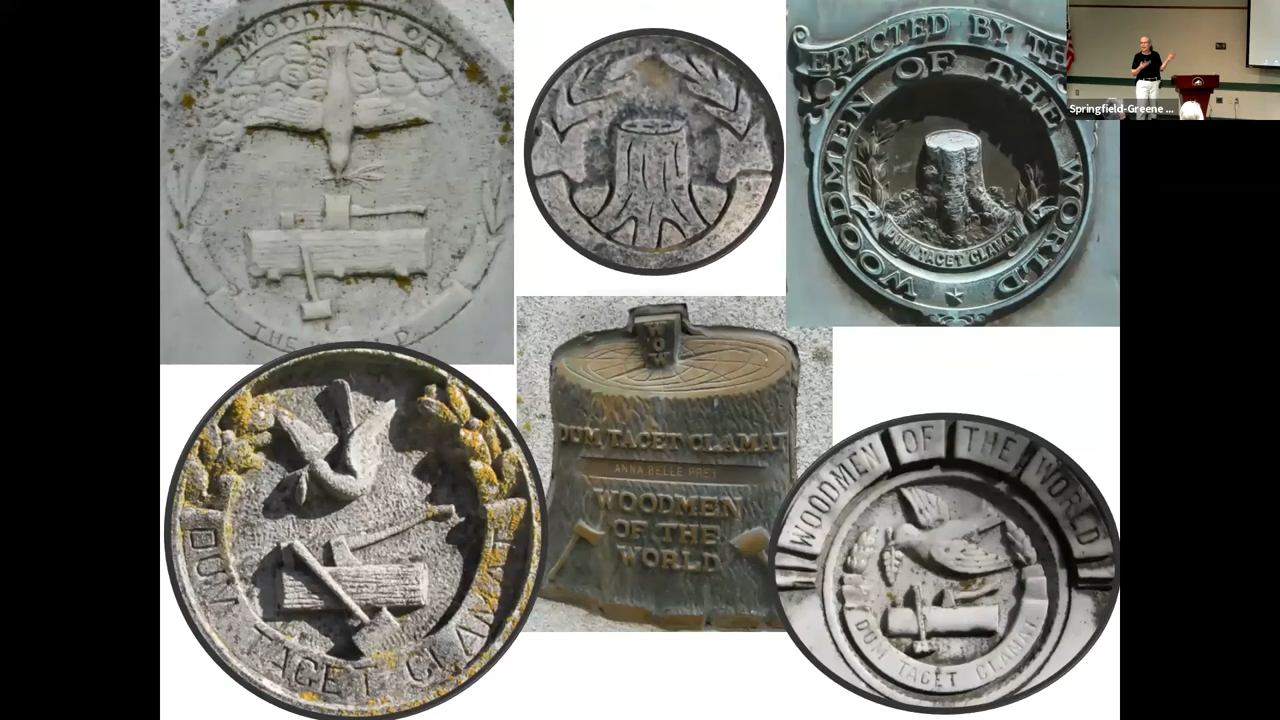 WOODMEN OF
THE
ERECTED BY TH
WOODMEN OF THE WORLD
DUM TACET CLAMAT
Springfield-Greene ...
WOW
DUM TACET CLAMAT
ANNA BELLE
WOODMEN
OF THE
WORLD
DUM TACET CLAMAT
WOODMEN OF THE WORLD
DUM TACET CLAMAT